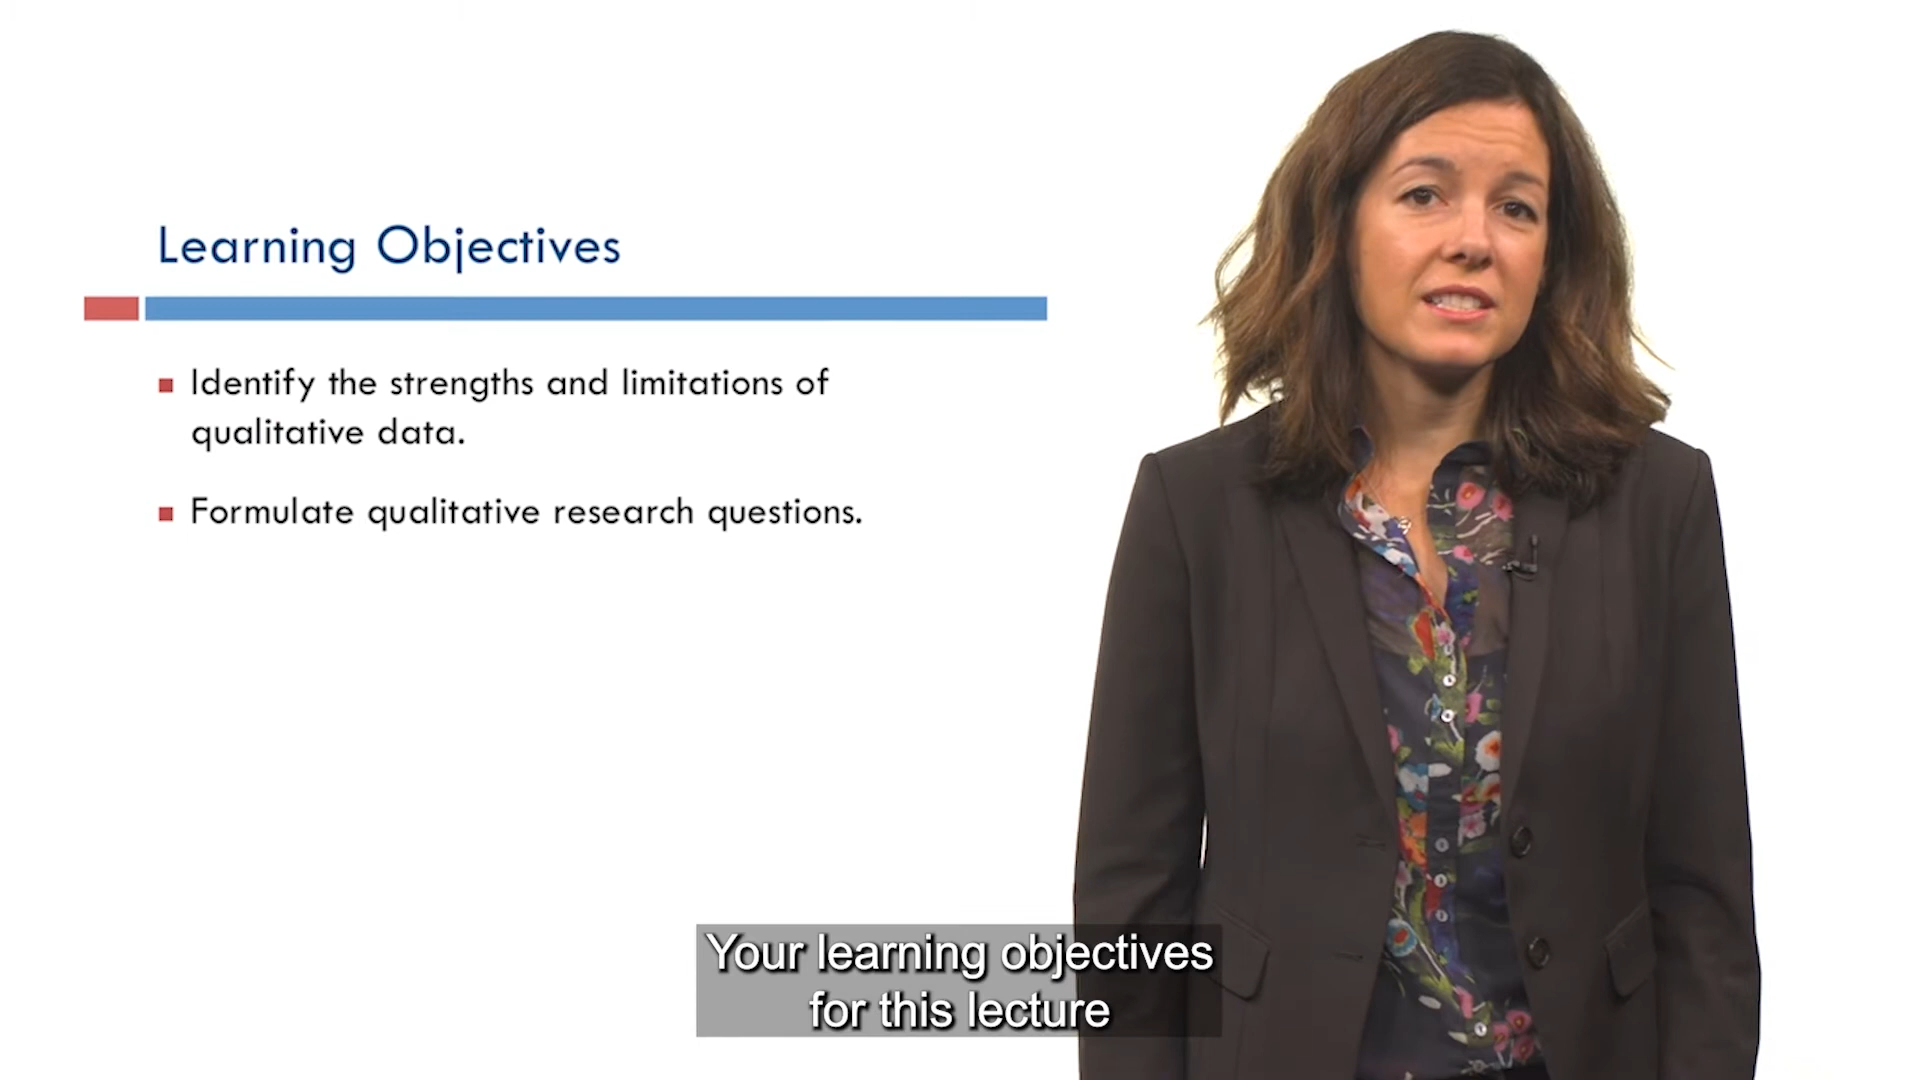 Learning Objectives
Identify the strengths and limitations of
qualitative data.
Formulate qualitative research questions.
Your learning objectives
for this lecture